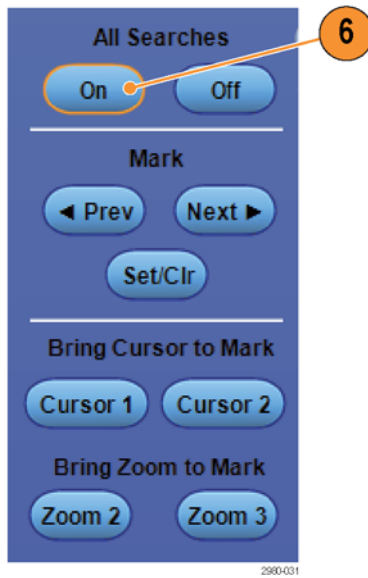 All Searches
6
On Off
Mark
◄ Prev Next ►
Set/Clr
Bring Cursor to Mark
Cursor 1 Cursor 2
Bring Zoom to Mark
Zoom 2 Zoom 3
2980-031